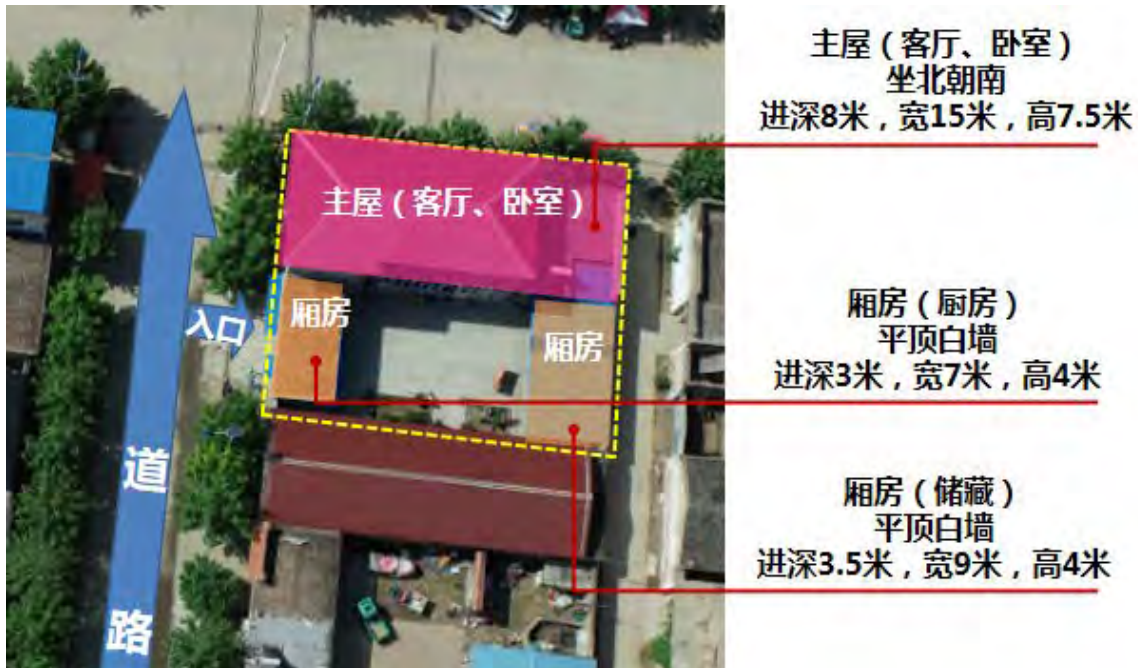 主屋（客厅、卧室）
坐北朝南
进深8米，宽15米，高7.5米
主屋（客厅、卧室）
厢房
入口
厢房
厢房（厨房）
平顶白墙
进深3米，宽7米，高4米
道
路
厢房（储藏）
平顶白墙
进深3.5米，宽9米，高4米